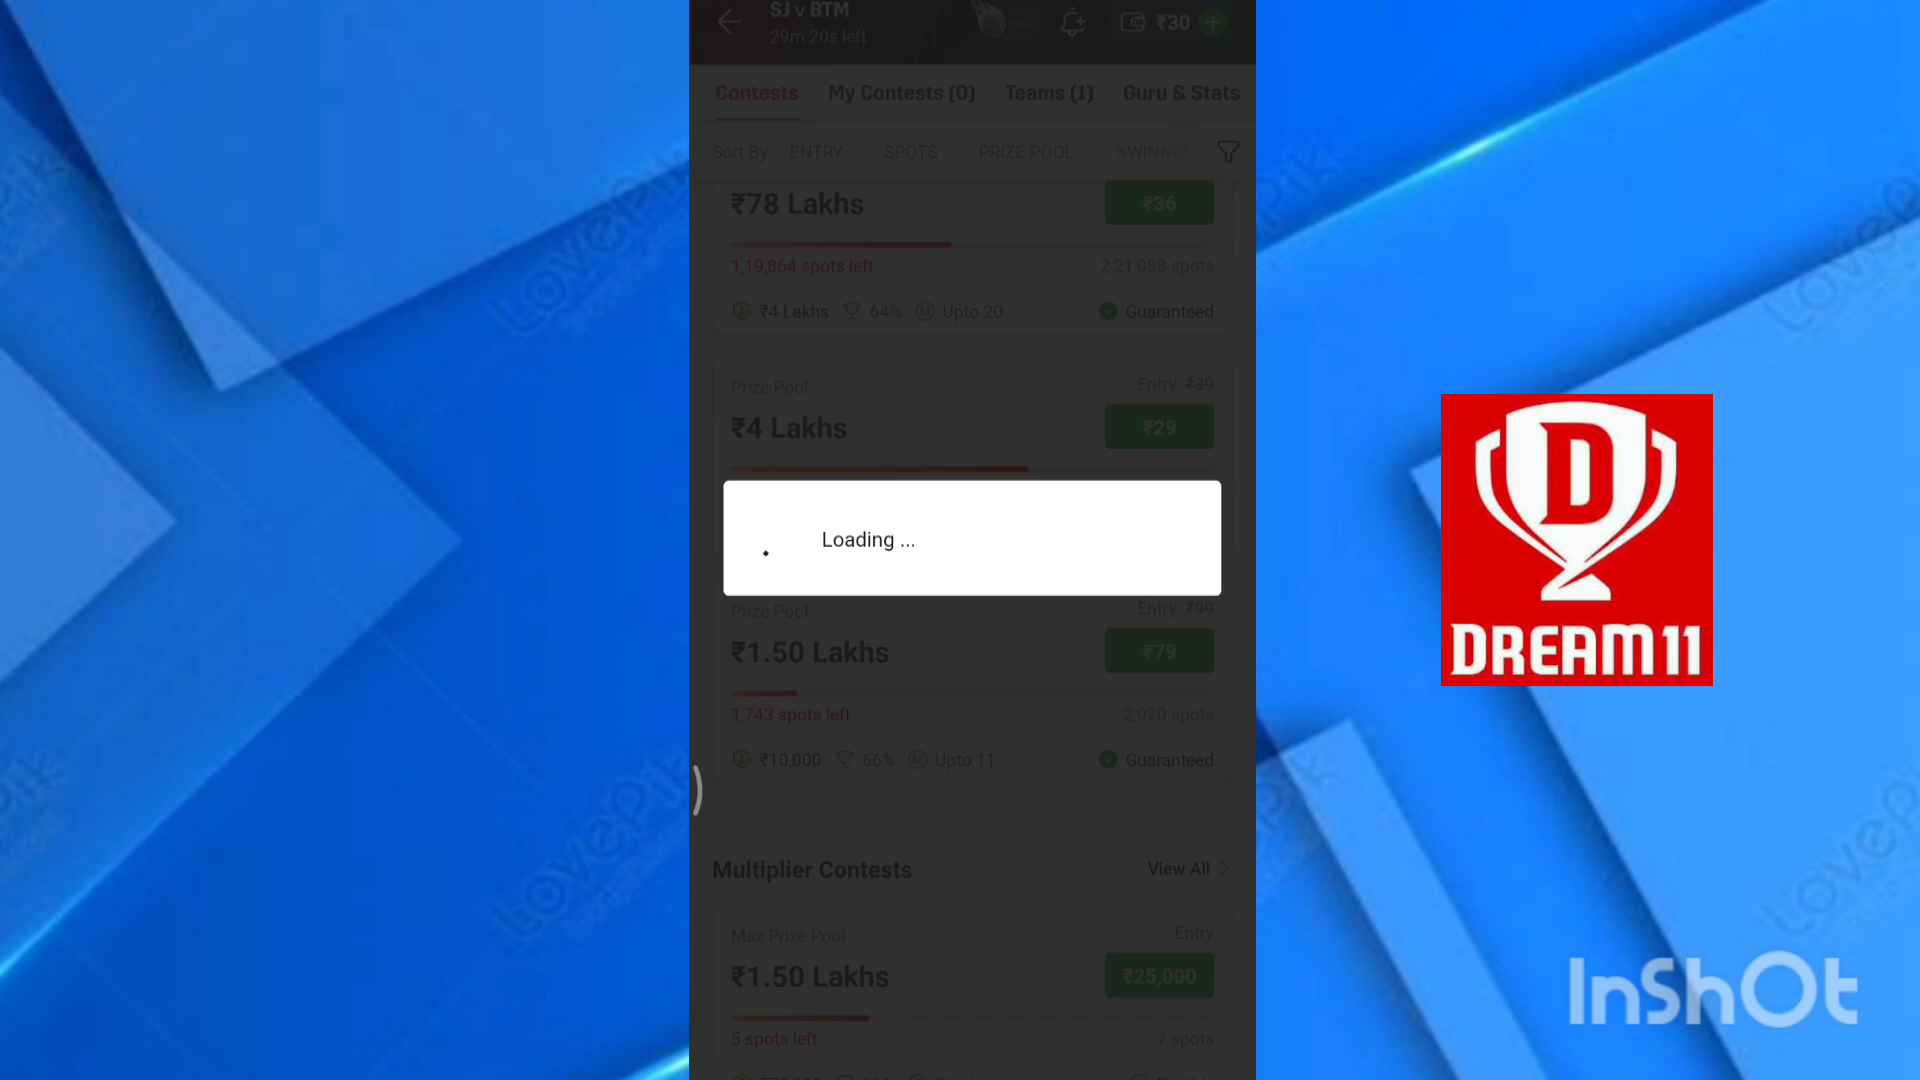 SJ v BTM
29m 20s left
₹30
Contests My Contests (0) Teams (1) Guru & Stats
Sort By: ENTRY SPOTS PRIZE POOL
₹78 Lakhs ₹36
1,19,864 spots left 2,21,088 spots
₹4 Lakhs 64% M Upto 20 Guaranteed
Prize Pool Entry: ₹39
₹4 Lakhs ₹29
Loading ...
Prize Pool Entry: ₹99
₹1.50 Lakhs ₹79
1,743 spots left 2,020 spots
₹10,000 66% M Upto 11 Guaranteed
Multiplier Contests View All
Max Prize Pool Entry
₹1.50 Lakhs ₹25,000
5 spots left 7 spots
D
DREAM11
InShOt
LovePik
LovePik
LovePik